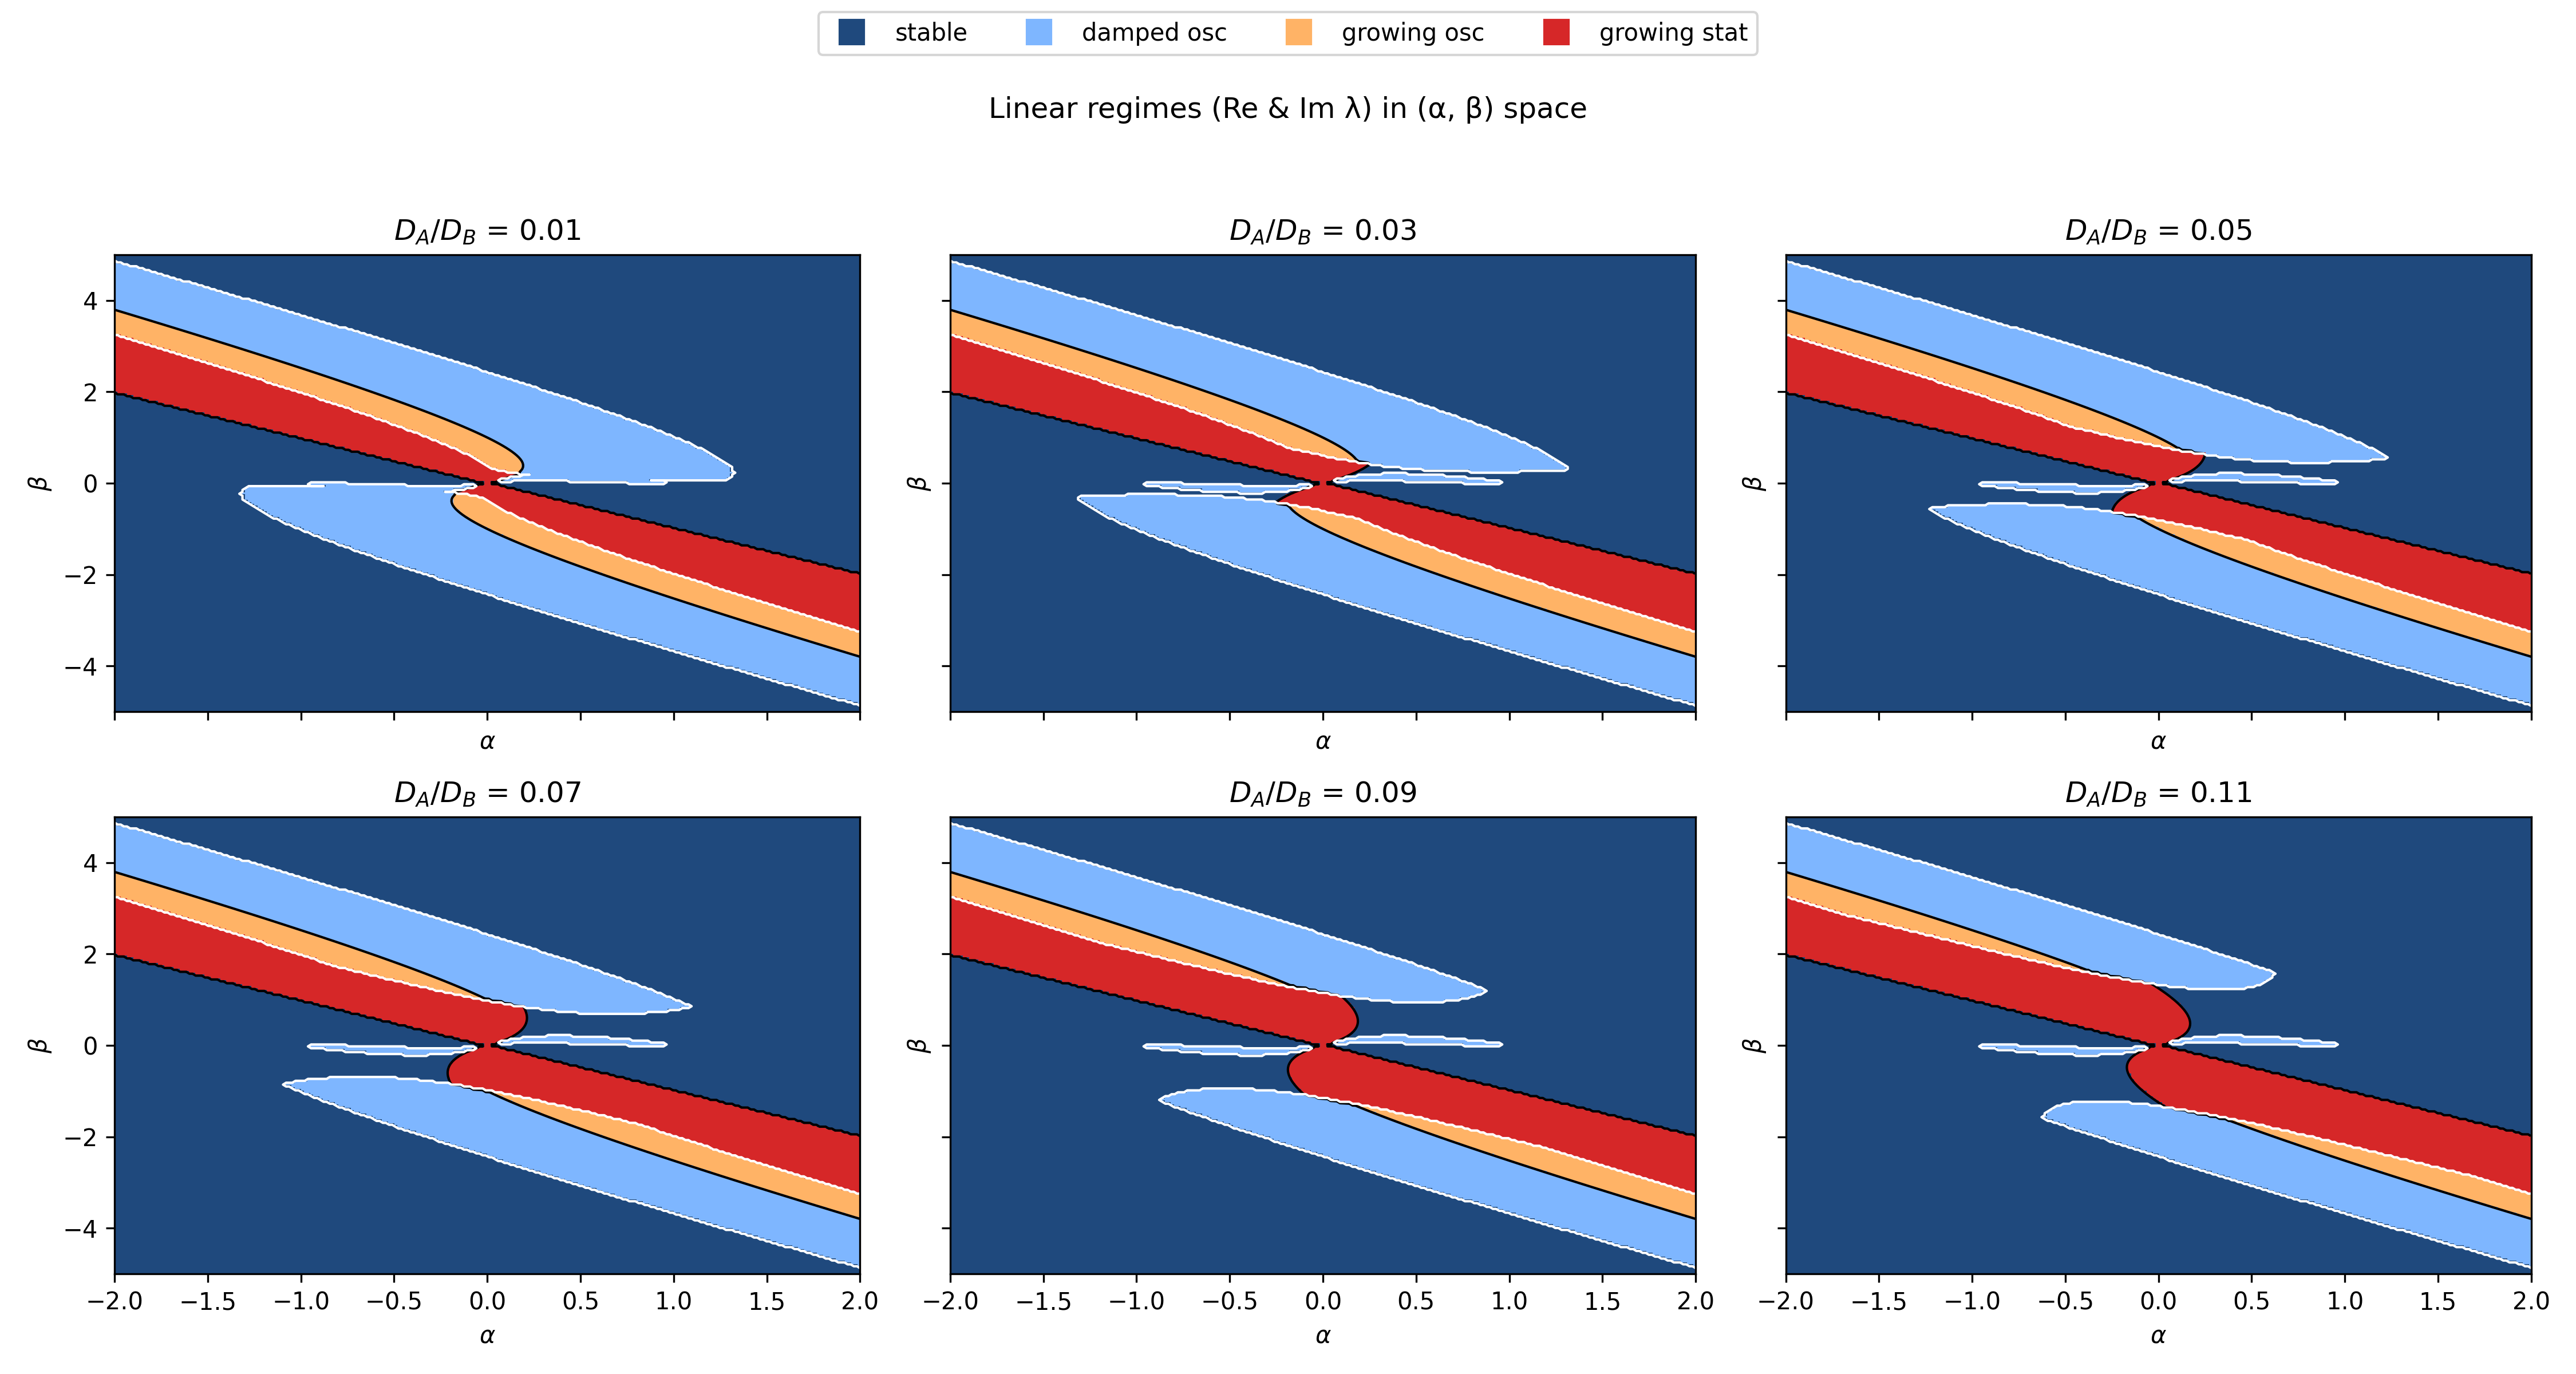 stable damped osc growing osc growing stat
Linear regimes (Re & Im λ) in (α, β) space
D_A/D_B = 0.01 D_A/D_B = 0.03 D_A/D_B = 0.05
4
2
0
−2
−4
β β β
α α α
D_A/D_B = 0.07 D_A/D_B = 0.09 D_A/D_B = 0.11
4
2
0
−2
−4
β β β
−2.0 −1.5 −1.0 −0.5 0.0 0.5 1.0 1.5 2.0 −2.0 −1.5 −1.0 −0.5 0.0 0.5 1.0 1.5 2.0 −2.0 −1.5 −1.0 −0.5 0.0 0.5 1.0 1.5 2.0
α α α